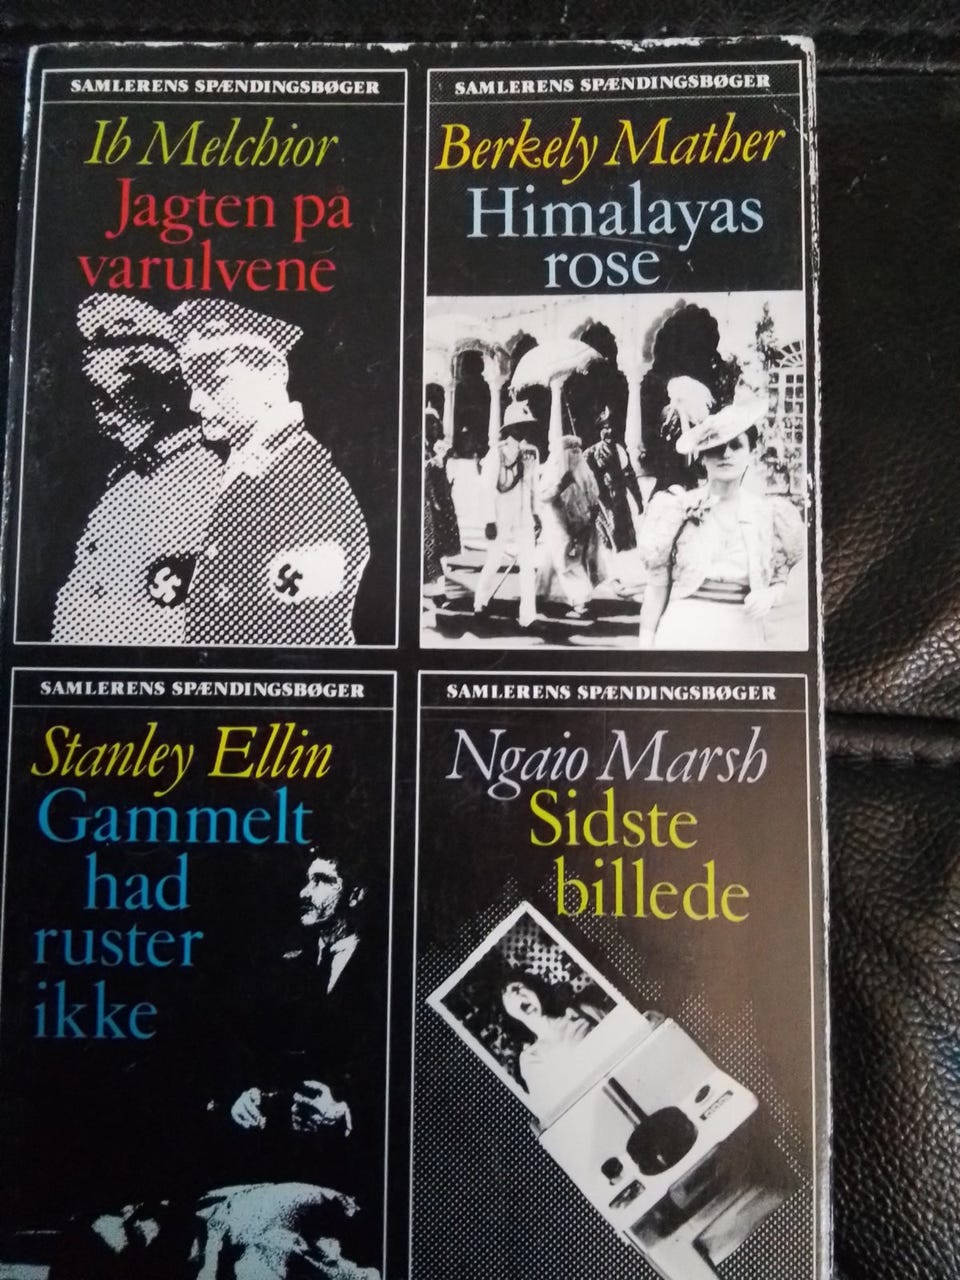 SAMLERENS SPÆNDINGSBØGER
Ib Melchior
Jagten på
varulvene
SAMLERENS SPÆNDINGSBØGER
Berkely Mather
Himalayas
rose
SAMLERENS SPÆNDINGSBØGER
Stanley Ellin
Gammelt
had
ruster
ikke
SAMLERENS SPÆNDINGSBØGER
Ngaio Marsh
Sidste
billede